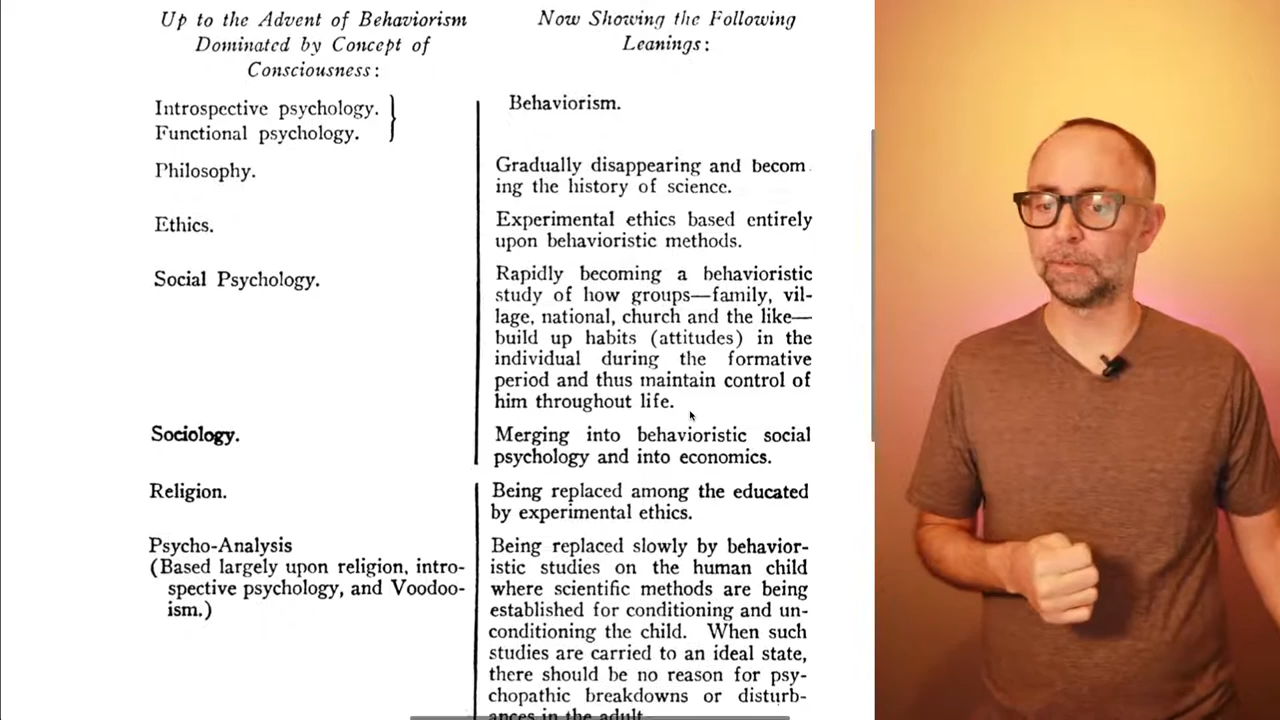 Up to the Advent of Behaviorism
Dominated by Concept of
Consciousness:
Now Showing the Following
Leanings:
Introspective psychology.
Functional psychology.
Behaviorism.
Philosophy.
Gradually disappearing and becom
ing the history of science.
Ethics.
Experimental ethics based entirely
upon behavioristic methods.
Social Psychology.
Rapidly becoming a behavioristic
study of how groups—family, vil-
lage, national, church and the like—
build up habits (attitudes) in the
individual during the formative
period and thus maintain control of
him throughout life.
Sociology.
Merging into behavioristic social
psychology and into economics.
Religion.
Being replaced among the educated
by experimental ethics.
Psycho-Analysis
(Based largely upon religion, intro-
spective psychology, and Voodoo-
ism.)
Being replaced slowly by behavior-
istic studies on the human child
where scientific methods are being
established for conditioning and un-
conditioning the child. When such
studies are carried to an ideal state,
there should be no reason for psy-
chopathic breakdowns or disturb-
ances in the adult